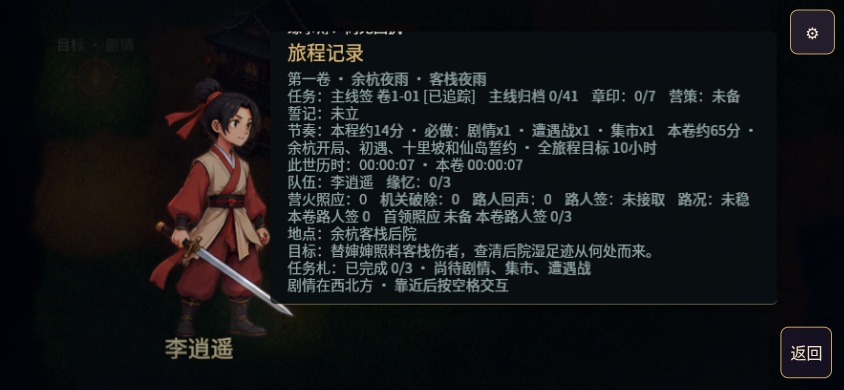 目标 · 剧情
旅程记录
第一卷 · 余杭夜雨 · 客栈夜雨
任务：主线签 卷1-01 [已追踪] 主线归档 0/41 章印：0/7 营策：未备
誓记：未立
节奏：本程约14分 · 必做：剧情x1 · 遭遇战x1 · 集市x1 本卷约65分 ·
余杭开局、初遇、十里坡和仙岛誓约 · 全旅程目标 10小时
此世历时：00:00:07 · 本卷 00:00:07
队伍：李逍遥 缘忆：0/3
营火照应：0 机关破除：0 路人回声：0 路人签：未接取 路况：未稳
本卷路人签 0 首领照应 未备 本卷路人签 0/3
地点：余杭客栈后院
目标：替婶婶照料客栈伤者，查清后院湿足迹从何处而来。
任务札：已完成 0/3 · 尚待剧情、集市、遭遇战
剧情在西北方 · 靠近后按空格交互
李逍遥
返回